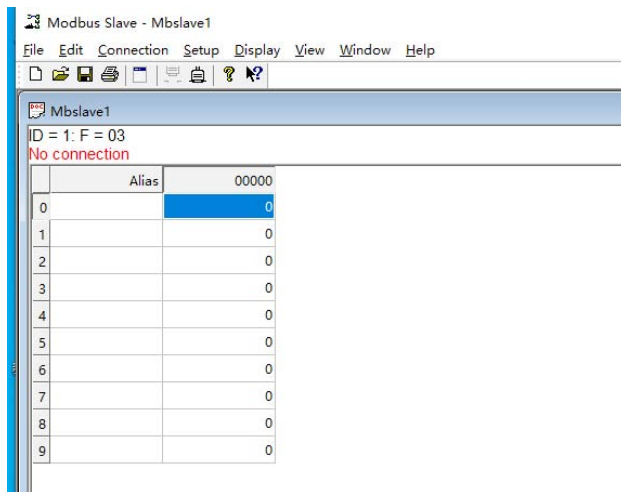 Modbus Slave - Mbslave1
File Edit Connection Setup Display View Window Help
Mbslave1
ID = 1: F = 03
No connection
Alias 00000
0 0
1 0
2 0
3 0
4 0
5 0
6 0
7 0
8 0
9 0